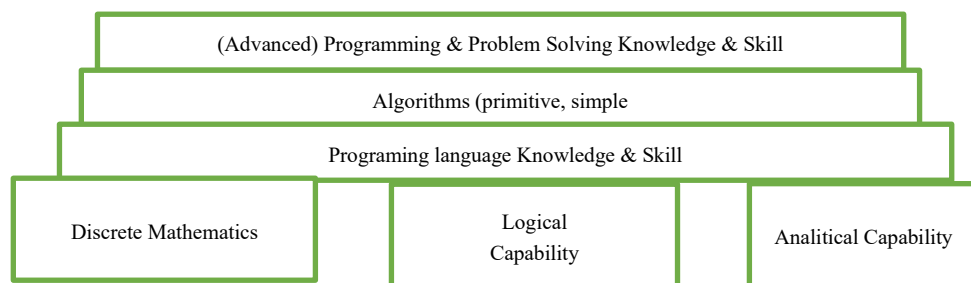 (Advanced) Programming & Problem Solving Knowledge & Skill
Algorithms (primitive, simple
Programing language Knowledge & Skill
Discrete Mathematics
Logical
Capability
Analitical Capability